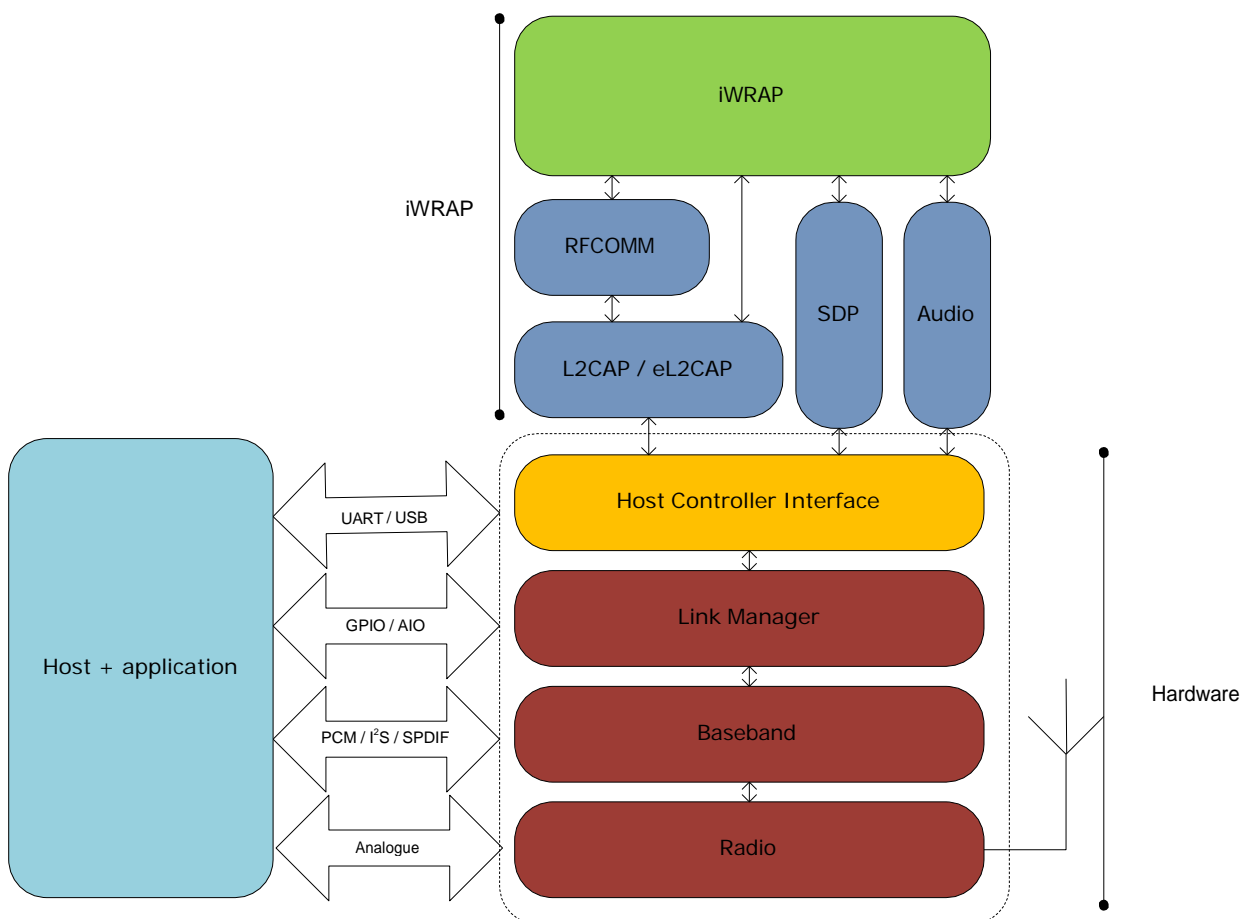 iWRAP
iWRAP
RFCOMM
SDP
Audio
L2CAP / eL2CAP
Host Controller Interface
UART / USB
Link Manager
GPIO / AIO
Host + application
Hardware
PCM / I²S / SPDIF
Baseband
Analogue
Radio